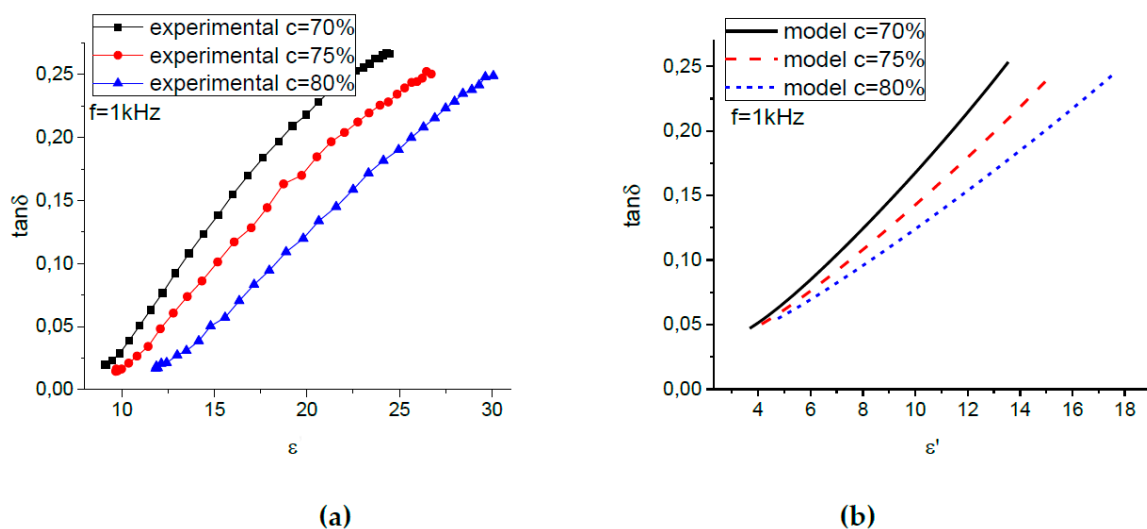 experimental c=70%
experimental c=75%
experimental c=80%
f=1kHz
0,25
0,20
0,15
0,10
0,05
0,00
tanδ
10
15
20
25
30
ε
(a)
model c=70%
model c=75%
model c=80%
f=1kHz
0,25
0,20
0,15
0,10
0,05
0,00
tanδ
4
6
8
10
12
14
16
18
ε'
(b)